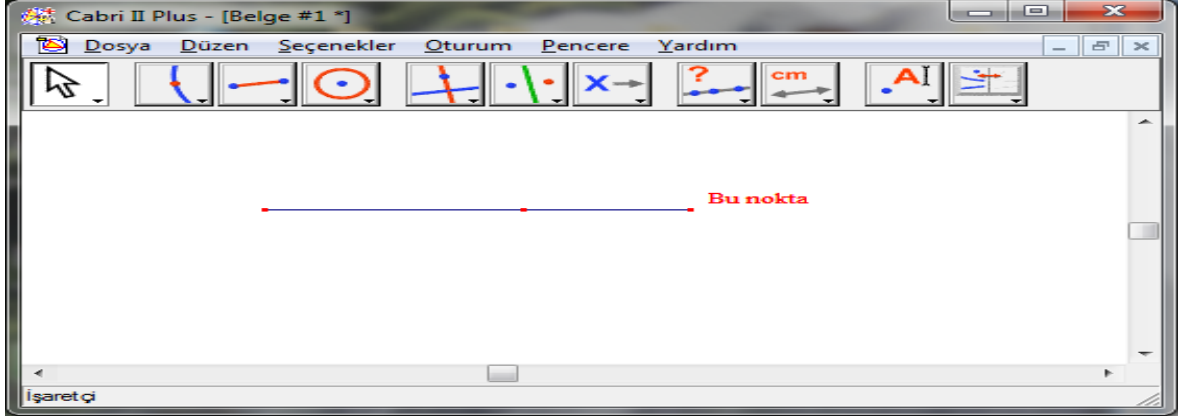 Cabri II Plus - [Belge #1 *]
Dosya Düzen Seçenekler Oturum Pencere Yardım
? cm A
X
Bu nokta
İşaretçi